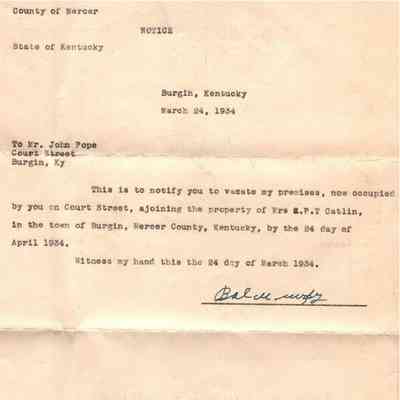 County of Mercer
NOTICE
State of Kentucky
Burgin, Kentucky
March 24, 1934
To Mr. John Pope
Court Street
Burgin, Ky
This is to notify you to vacate my premises, now occupied
by you on Court Street, ajoining the property of Mrs E.P.T Catlin,
in the town of Burgin, Mercer County, Kentucky, by the 24 day of
April 1934.
Witness my hand this the 24 day of March 1934.